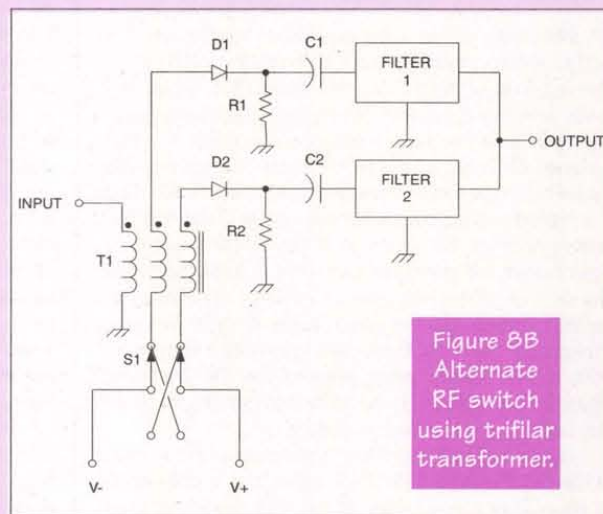 D1
C1
FILTER
1
R1
OUTPUT
D2
C2
FILTER
2
INPUT
R2
T1
S1
V-
V+
Figure 8B
Alternate
RF switch
using trifilar
transformer.